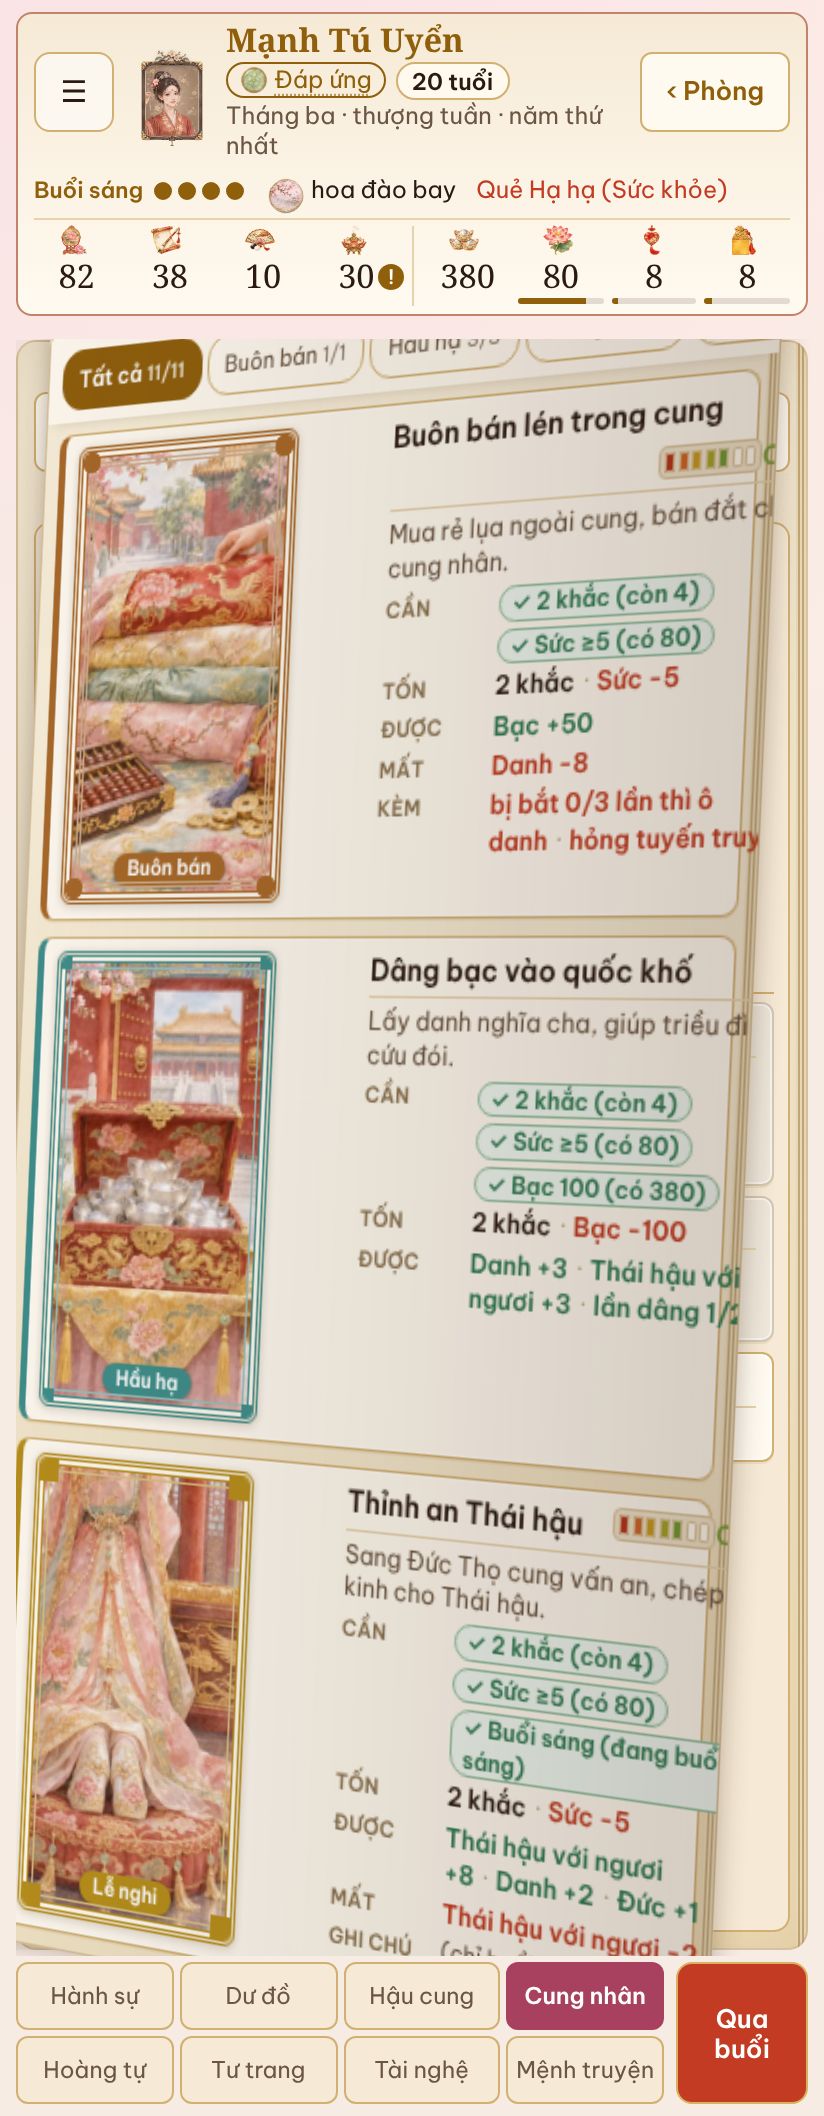 Mạnh Tú Uyển
Đáp ứng
20 tuổi
Tháng ba · thượng tuần · năm thứ
nhất
☰
‹ Phòng
Buổi sáng
hoa đào bay
Quẻ Hạ hạ (Sức khỏe)
82 38 10 30 ! 380 80 8 8
Tất cả 11/11
Buôn bán 1/1
Hầu hạ
Buôn bán lén trong cung
Mua rẻ lụa ngoài cung, bán đắt
cung nhân.
CẦN
✓ 2 khắc (còn 4)
✓ Sức ≥5 (có 80)
TỐN 2 khắc · Sức -5
ĐƯỢC Bạc +50
MẤT Danh -8
KÈM bị bắt 0/3 lần thì ô
danh · hỏng tuyến truy
Buôn bán
Dâng bạc vào quốc khố
Lấy danh nghĩa cha, giúp triều
cứu đói.
CẦN
✓ 2 khắc (còn 4)
✓ Sức ≥5 (có 80)
✓ Bạc 100 (có 380)
TỐN 2 khắc · Bạc -100
ĐƯỢC Danh +3 · Thái hậu với
ngươi +3 · lần dâng 1/2
Hầu hạ
Thỉnh an Thái hậu
Sang Đức Thọ cung vấn an, chép
kinh cho Thái hậu.
CẦN
✓ 2 khắc (còn 4)
✓ Sức ≥5 (có 80)
✓ Buổi sáng (đang buổ
sáng)
TỐN 2 khắc · Sức -5
ĐƯỢC Thái hậu với ngươi
+8 · Danh +2 · Đức +1
MẤT Thái hậu với ngươi
GHI CHÚ
Lễ nghi
Hành sự
Dư đồ
Hậu cung
Cung nhân
Qua
buổi
Hoàng tự
Tư trang
Tài nghệ
Mệnh truyện